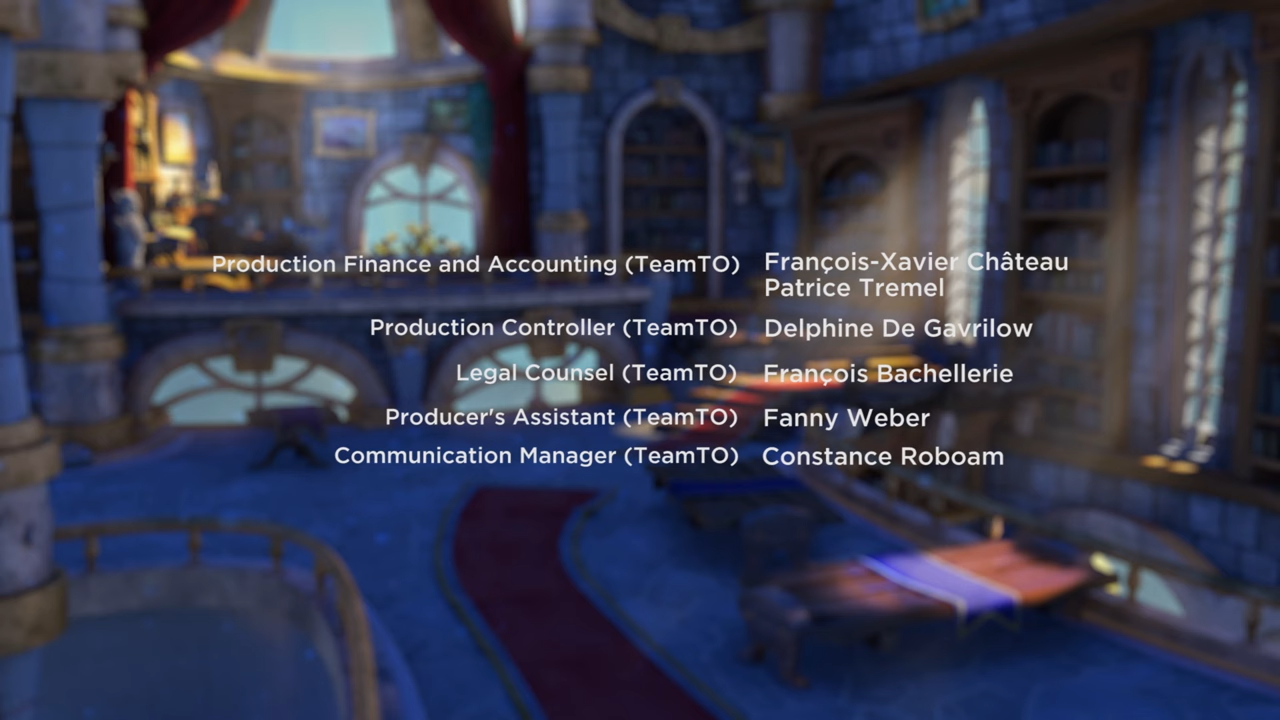 Production Finance and Accounting (TeamTO) François-Xavier Château
Patrice Tremel
Production Controller (TeamTO) Delphine De Gavrilow
Legal Counsel (TeamTO) François Bachellerie
Producer's Assistant (TeamTO) Fanny Weber
Communication Manager (TeamTO) Constance Roboam